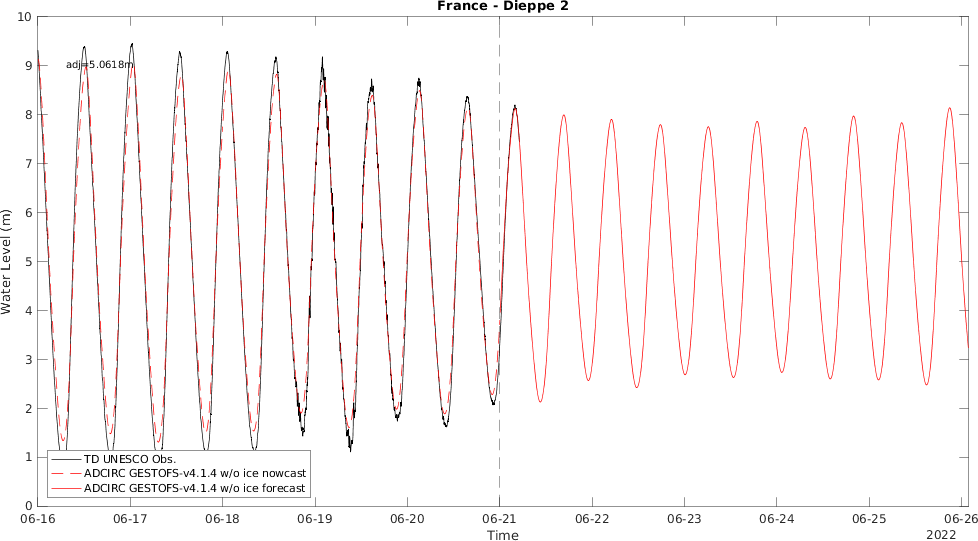 France - Dieppe 2
10
9
8
7
6
5
4
3
2
1
0
Water Level (m)
adj=5.0618m
TD UNESCO Obs.
ADCIRC GESTOFS-v4.1.4 w/o ice nowcast
ADCIRC GESTOFS-v4.1.4 w/o ice forecast
06-16 06-17 06-18 06-19 06-20 06-21 06-22 06-23 06-24 06-25 06-26
Time
2022